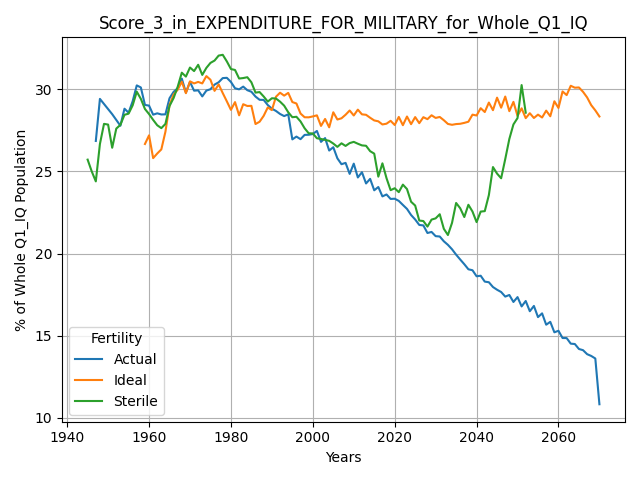 Score_3_in_EXPENDITURE_FOR_MILITARY_for_Whole_Q1_IQ
% of Whole Q1_IQ Population
30
25
20
15
10
Fertility
Actual
Ideal
Sterile
1940 1960 1980 2000 2020 2040 2060
Years